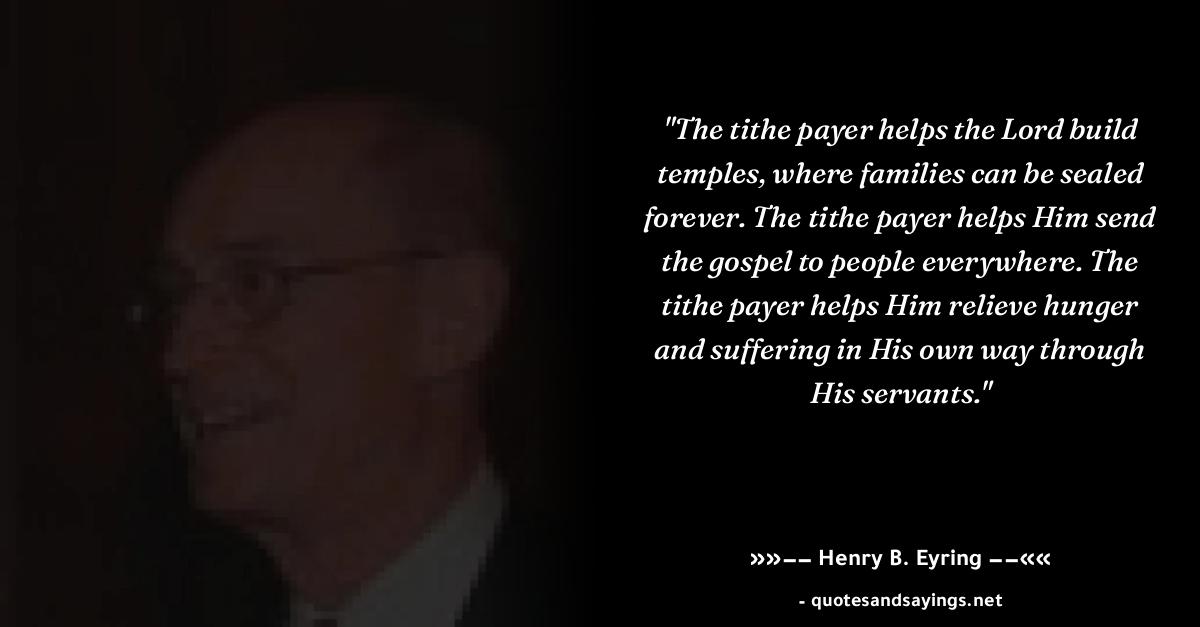 "The tithe payer helps the Lord build
temples, where families can be sealed
forever. The tithe payer helps Him send
the gospel to people everywhere. The
tithe payer helps Him relieve hunger
and suffering in His own way through
His servants."
»»−− Henry B. Eyring −−««
- quotesandsayings.net